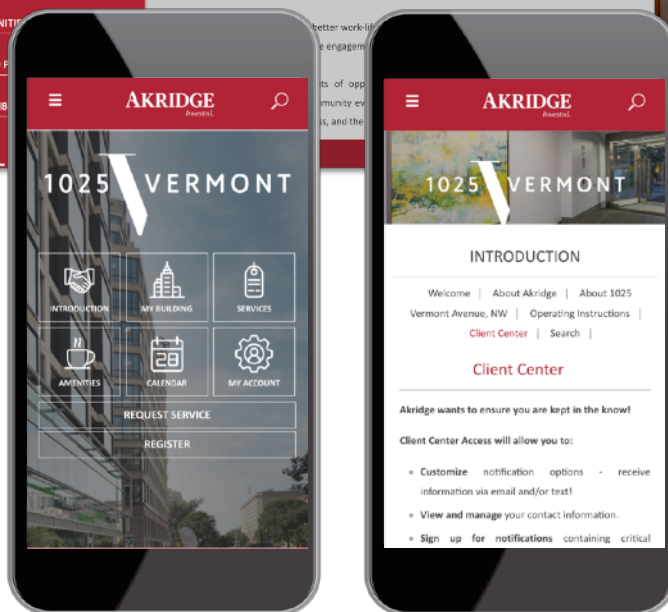 NITI
better work-lif
e engagem
ts of opp
munity ev
ss, and the
AKRIDGE
Invested.
1025 VERMONT
INTRODUCTION
MY BUILDING
SERVICES
AMENITIES
28
CALENDAR
MY ACCOUNT
REQUEST SERVICE
REGISTER
AKRIDGE
Invested.
1025 VERMONT
INTRODUCTION
Welcome | About Akridge | About 1025
Vermont Avenue, NW | Operating Instructions |
Client Center | Search |
Client Center
Akridge wants to ensure you are kept in the know!
Client Center Access will allow you to:
Customize notification options - receive
information via email and/or text!
View and manage your contact information.
Sign up for notifications containing critical